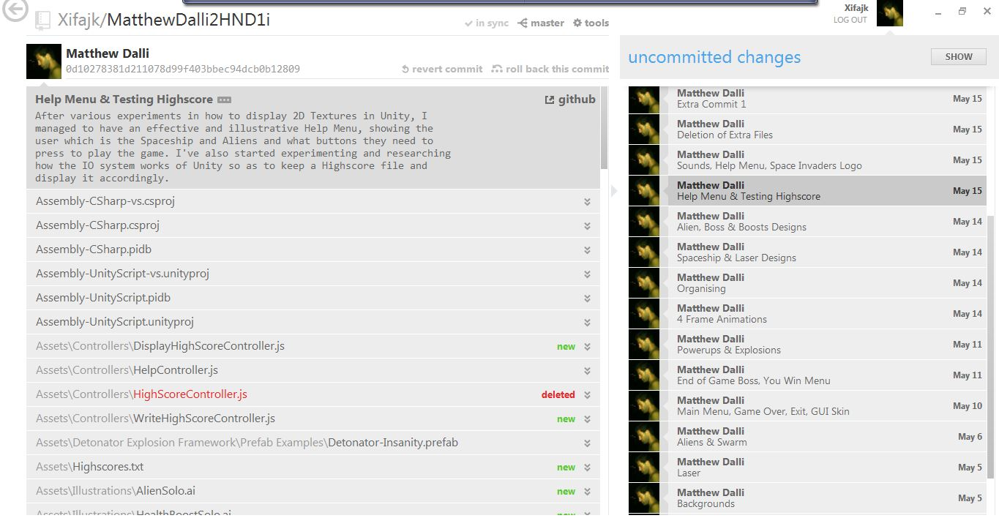 Xifajk/MatthewDalli2HND1i
in sync
master
tools
Xifajk
LOG OUT
Matthew Dalli
0d10278381d211078d99f403bbec94dcb0b12809
revert commit
roll back this commit
Help Menu & Testing Highscore
github
After various experiments in how to display 2D Textures in Unity, I
managed to have an effective and illustrative Help Menu, showing the
user which is the Spaceship and Aliens and what buttons they need to
press to play the game. I've also started experimenting and researching
how the IO system works of Unity so as to keep a Highscore file and
display it accordingly.
Assembly-CSharp-vs.csproj
Assembly-CSharp.csproj
Assembly-CSharp.pidb
Assembly-UnityScript-vs.unityproj
Assembly-UnityScript.pidb
Assembly-UnityScript.unityproj
Assets\Controllers\DisplayHighScoreController.js new
Assets\Controllers\HelpController.js
Assets\Controllers\HighScoreController.js deleted
Assets\Controllers\WriteHighScoreController.js new
Assets\Detonator Explosion Framework\Prefab Examples\Detonator-Insanity.prefab
Assets\Highscores.txt new
Assets\Illustrations\AlienSolo.ai new
Assets\Illustrations\HealthBoostSolo.ai new
uncommitted changes
SHOW
Matthew Dalli
Extra Commit 1
May 15
Matthew Dalli
Deletion of Extra Files
May 15
Matthew Dalli
Sounds, Help Menu, Space Invaders Logo
May 15
Matthew Dalli
Help Menu & Testing Highscore
May 15
Matthew Dalli
Alien, Boss & Boosts Designs
May 14
Matthew Dalli
Spaceship & Laser Designs
May 14
Matthew Dalli
Organising
May 14
Matthew Dalli
4 Frame Animations
May 14
Matthew Dalli
Powerups & Explosions
May 11
Matthew Dalli
End of Game Boss, You Win Menu
May 11
Matthew Dalli
Main Menu, Game Over, Exit, GUI Skin
May 10
Matthew Dalli
Aliens & Swarm
May 6
Matthew Dalli
Laser
May 5
Matthew Dalli
Backgrounds
May 5